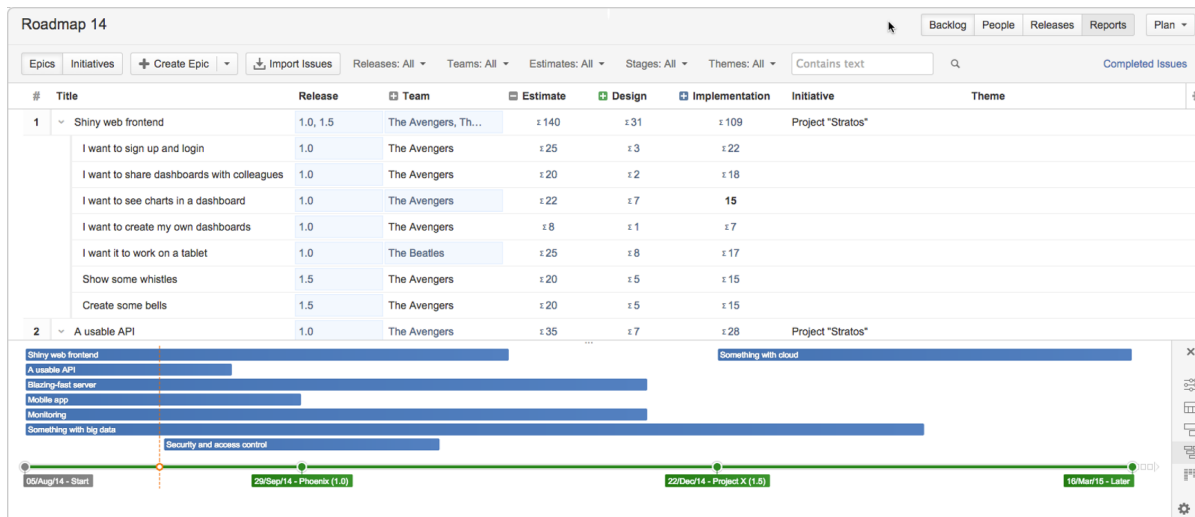 Roadmap 14
Backlog People Releases Reports Plan
Epics Initiatives Create Epic Import Issues Releases: All Teams: All Estimates: All Stages: All Themes: All Contains text Completed Issues
# Title Release Team Estimate Design Implementation Initiative Theme
1 Shiny web frontend 1.0, 1.5 The Avengers, Th... Σ140 Σ31 Σ109 Project "Stratos"
I want to sign up and login 1.0 The Avengers Σ25 Σ3 Σ22
I want to share dashboards with colleagues 1.0 The Avengers Σ20 Σ2 Σ18
I want to see charts in a dashboard 1.0 The Avengers Σ22 Σ7 15
I want to create my own dashboards 1.0 The Avengers Σ8 Σ1 Σ7
I want it to work on a tablet 1.0 The Beatles Σ25 Σ8 Σ17
Show some whistles 1.5 The Avengers Σ20 Σ5 Σ15
Create some bells 1.5 The Avengers Σ20 Σ5 Σ15
2 A usable API 1.0 The Avengers Σ35 Σ7 Σ28 Project "Stratos"
Shiny web frontend Something with cloud
A usable API
Blazing-fast server
Mobile app
Monitoring
Something with big data
Security and access control
05/Aug/14 - Start 29/Sep/14 - Phoenix (1.0) 22/Dec/14 - Project X (1.5) 16/Mar/15 - Later